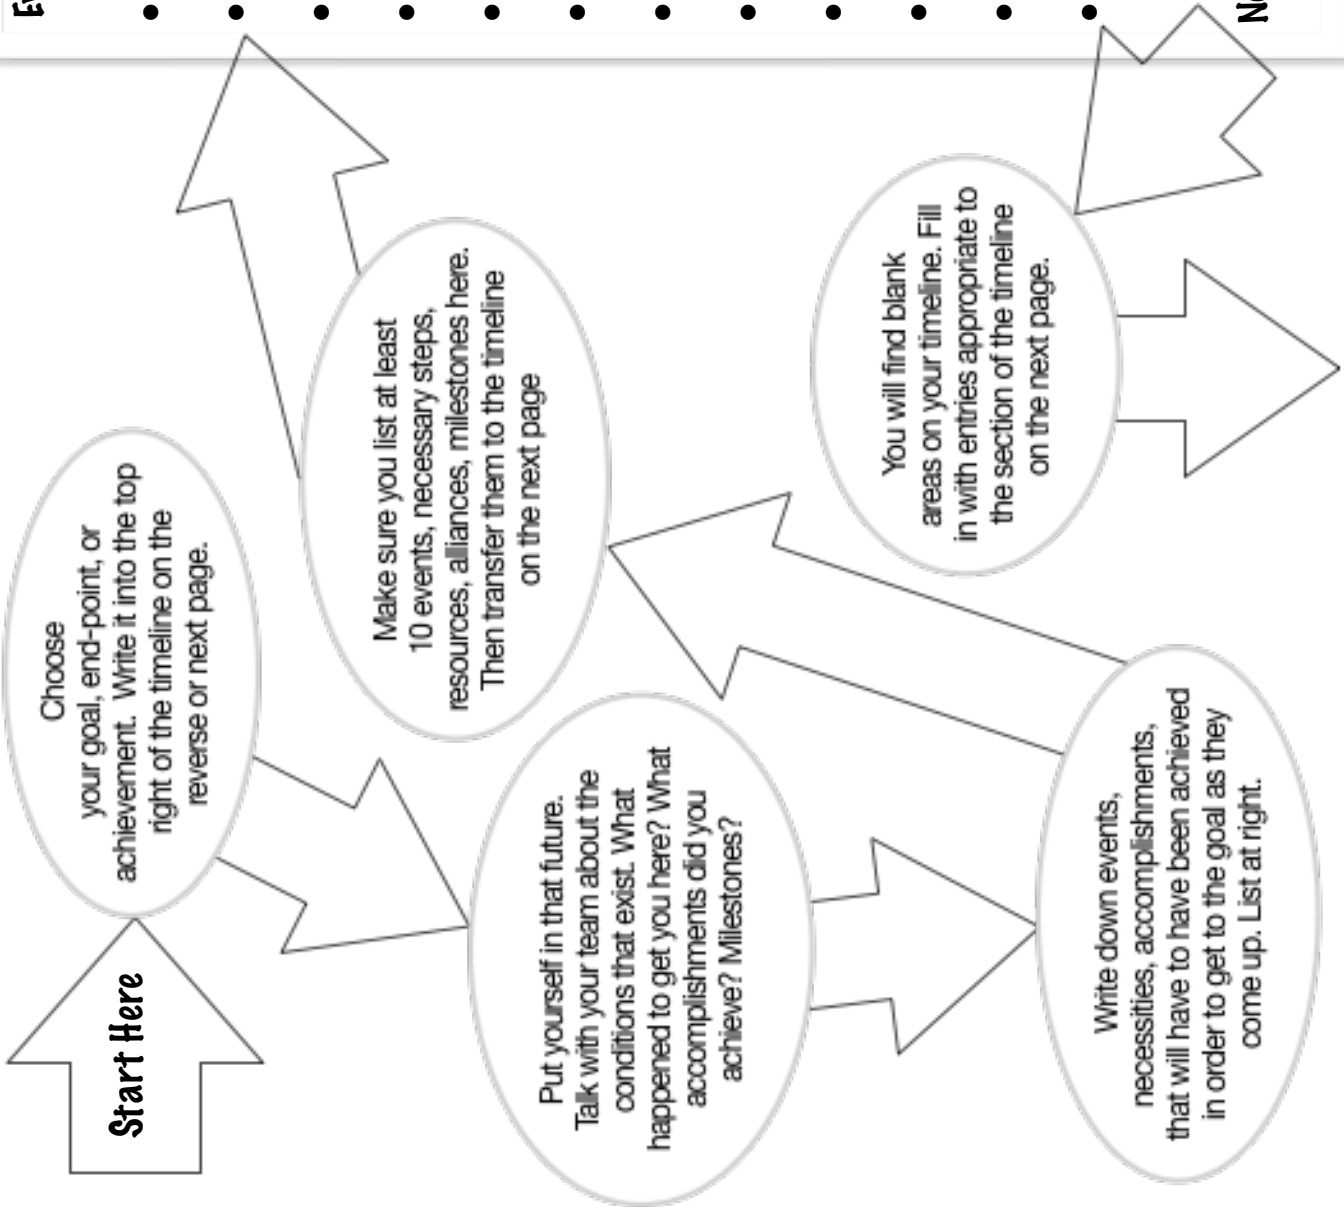 Start Here
Choose
your goal, end-point, or
achievement. Write it into the top
right of the timeline on the
reverse or next page.
Put yourself in that future.
Talk with your team about the
conditions that exist. What
happened to get you here? What
accomplishments did you
achieve? Milestones?
Write down events,
necessities, accomplishments,
that will have to have been achieved
in order to get to the goal as they
come up. List at right.
Make sure you list at least
10 events, necessary steps,
resources, alliances, milestones here.
Then transfer them to the timeline
on the next page
You will find blank
areas on your timeline. Fill
in with entries appropriate to
the section of the timeline
on the next page.